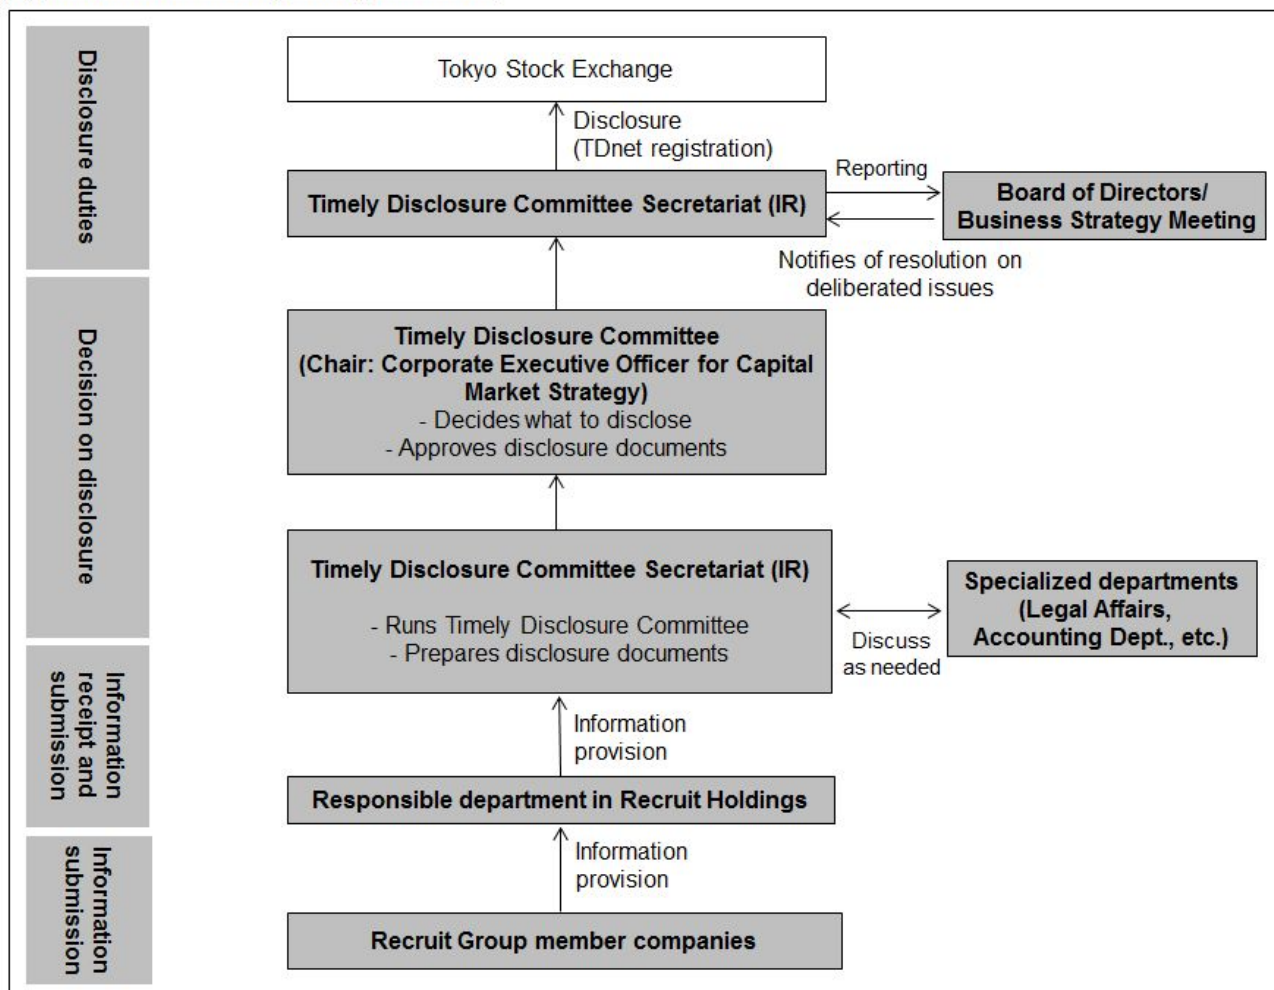 Disclosure duties
Tokyo Stock Exchange
Disclosure
(TDnet registration)
Timely Disclosure Committee Secretariat (IR)
Reporting
Board of Directors/
Business Strategy Meeting
Notifies of resolution on
deliberated issues
Decision on disclosure
Timely Disclosure Committee
(Chair: Corporate Executive Officer for Capital
Market Strategy)
- Decides what to disclose
- Approves disclosure documents
Timely Disclosure Committee Secretariat (IR)
- Runs Timely Disclosure Committee
- Prepares disclosure documents
Discuss
as needed
Specialized departments
(Legal Affairs,
Accounting Dept., etc.)
Information
receipt and
submission
Information
provision
Responsible department in Recruit Holdings
Information
provision
Information
submission
Recruit Group member companies